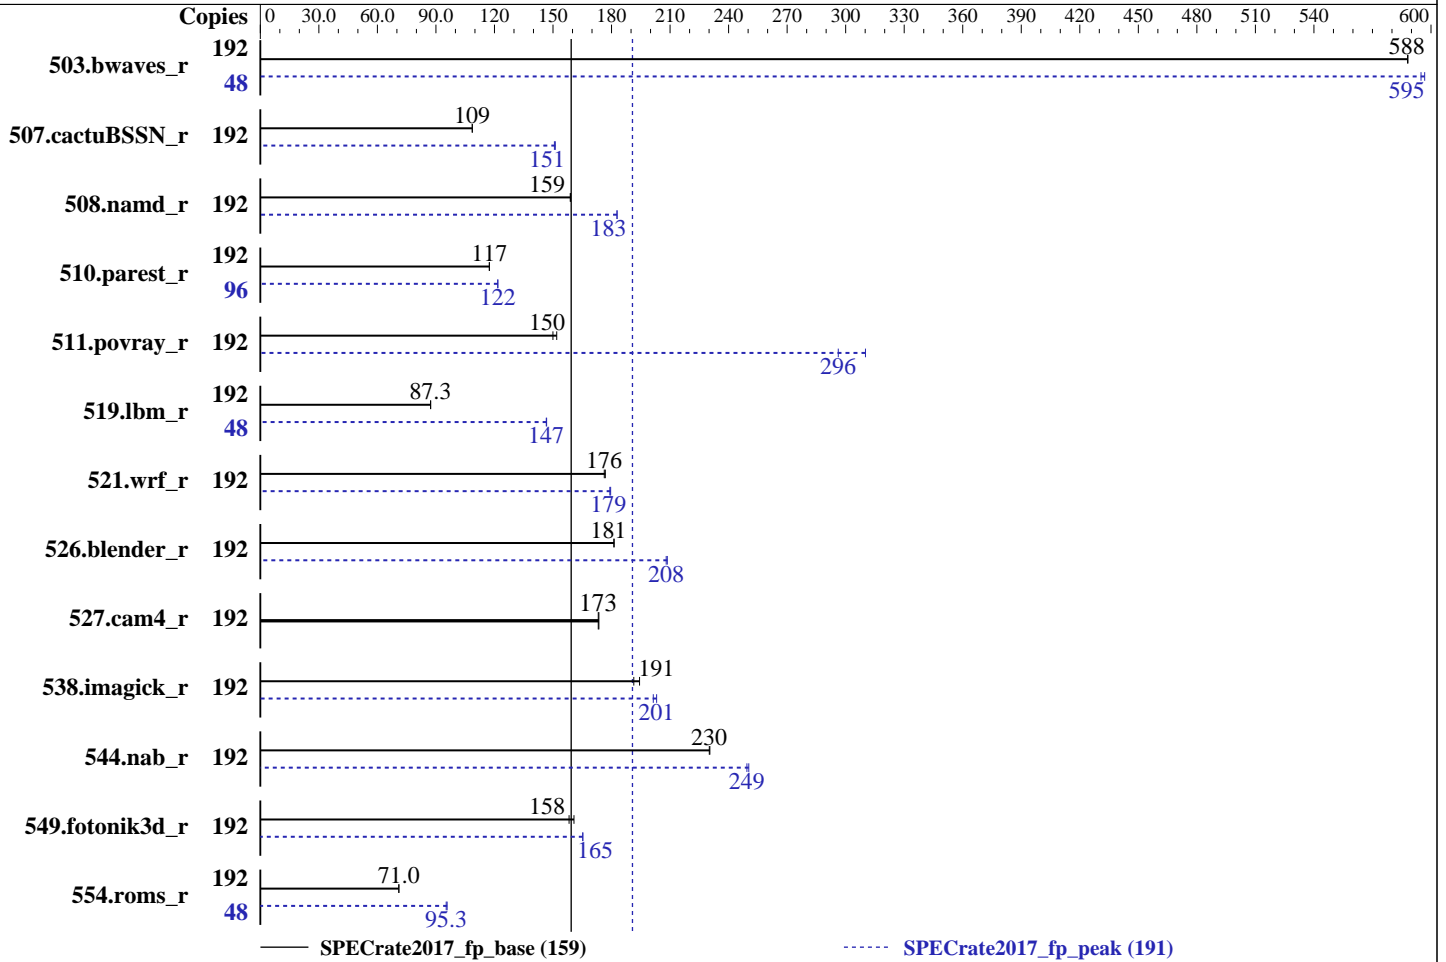 Copies 0 30.0 60.0 90.0 120 150 180 210 240 270 300 330 360 390 420 450 480 510 540 600
503.bwaves_r 192 588
48 595
507.cactuBSSN_r 192 109
151
508.namd_r 192 159
183
510.parest_r 192 117
96 122
511.povray_r 192 150
296
519.lbm_r 192 87.3
48 147
521.wrf_r 192 176
179
526.blender_r 192 181
208
527.cam4_r 192 173
538.imagick_r 192 191
201
544.nab_r 192 230
249
549.fotonik3d_r 192 158
165
554.roms_r 192 71.0
48 95.3
SPECrate2017_fp_base (159) SPECrate2017_fp_peak (191)